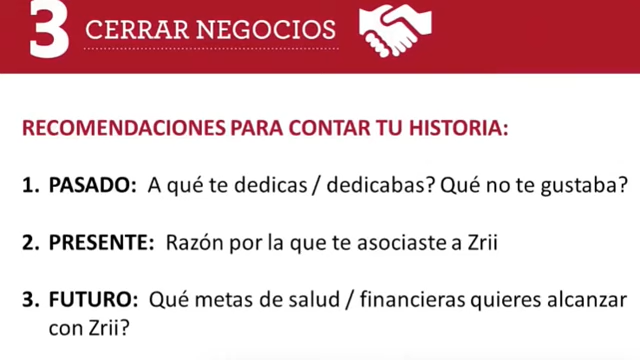 3 CERRAR NEGOCIOS
RECOMENDACIONES PARA CONTAR TU HISTORIA:
1. PASADO: A qué te dedicas / dedicabas? Qué no te gustaba?
2. PRESENTE: Razón por la que te asociaste a Zrii
3. FUTURO: Qué metas de salud / financieras quieres alcanzar
con Zrii?